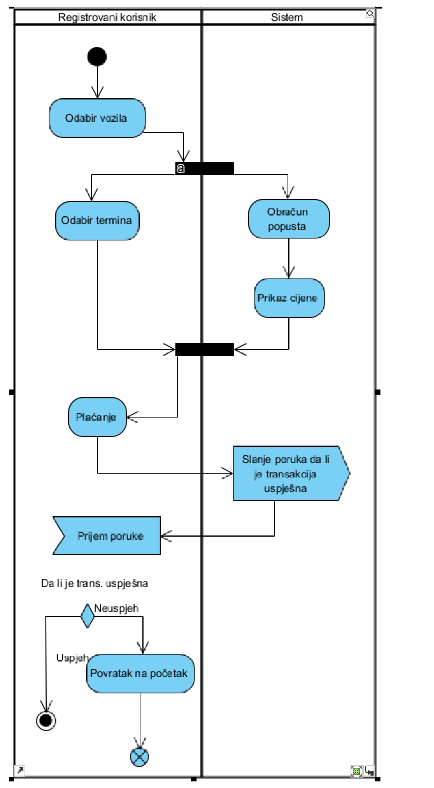 Registrovani korisnik
Sistem
Odabir vozila
@
Odabir termina
Obračun
popusta
Prikaz cijene
Plaćanje
Slanje poruka da li
je transakcija
uspješna
Prijem poruke
Da li je trans. uspješna
Neuspjeh
Uspjeh
Povratak na početak